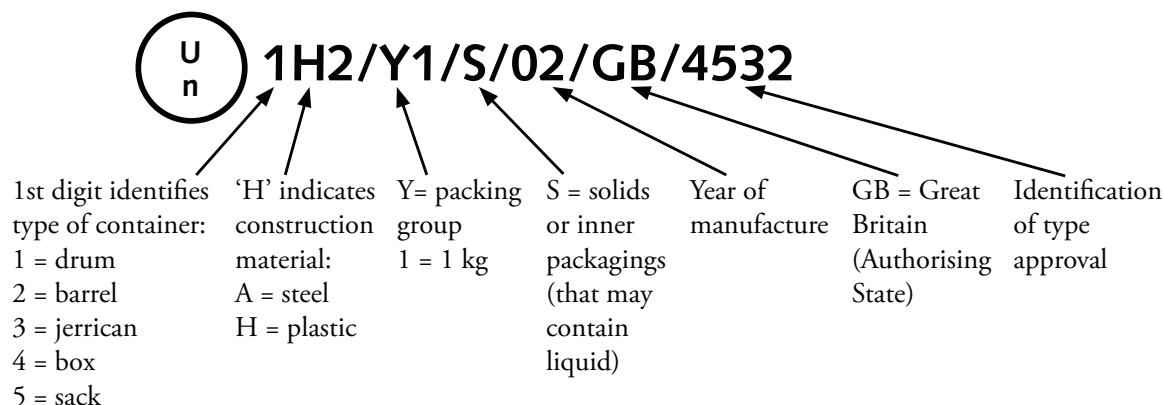 U
n
1H2/Y1/S/02/GB/4532
1st digit identifies
type of container:
1 = drum
2 = barrel
3 = jerrican
4 = box
5 = sack
‘H’ indicates
construction
material:
A = steel
H = plastic
Y= packing
group
1 = 1 kg
S = solids
or inner
packagings
(that may
contain
liquid)
Year of
manufacture
GB = Great
Britain
(Authorising
State)
Identification
of type
approval